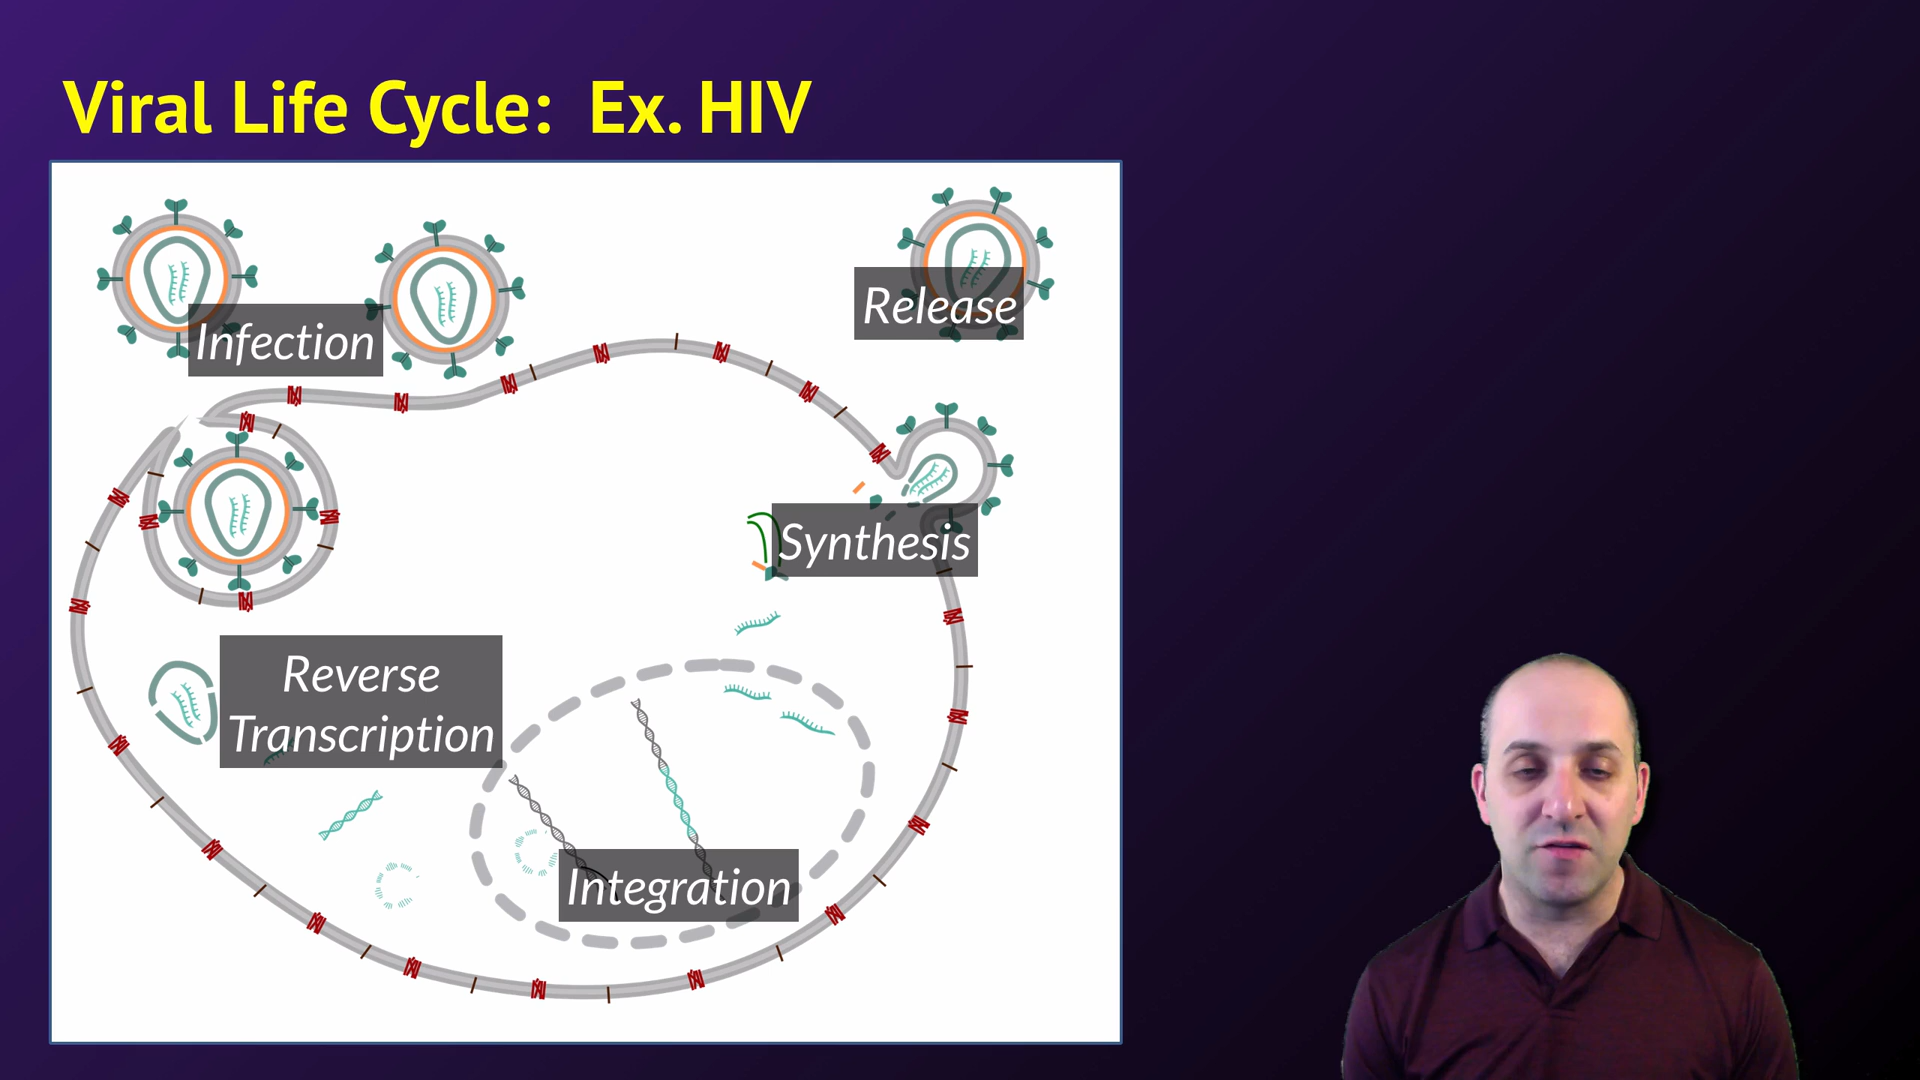 Viral Life Cycle: Ex. HIV
Infection
Release
Synthesis
Reverse
Transcription
Integration